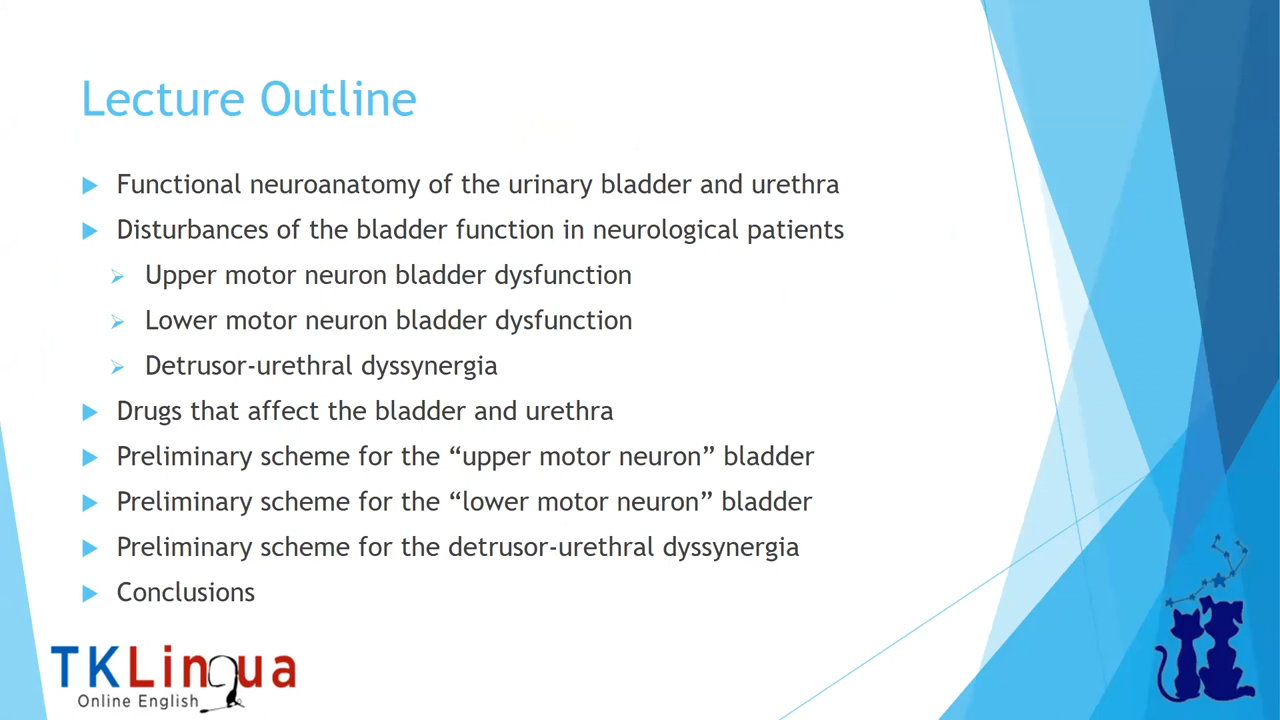 Lecture Outline
Functional neuroanatomy of the urinary bladder and urethra
Disturbances of the bladder function in neurological patients
Upper motor neuron bladder dysfunction
Lower motor neuron bladder dysfunction
Detrusor-urethral dyssynergia
Drugs that affect the bladder and urethra
Preliminary scheme for the “upper motor neuron” bladder
Preliminary scheme for the “lower motor neuron” bladder
Preliminary scheme for the detrusor-urethral dyssynergia
Conclusions
TKLingua
Online English